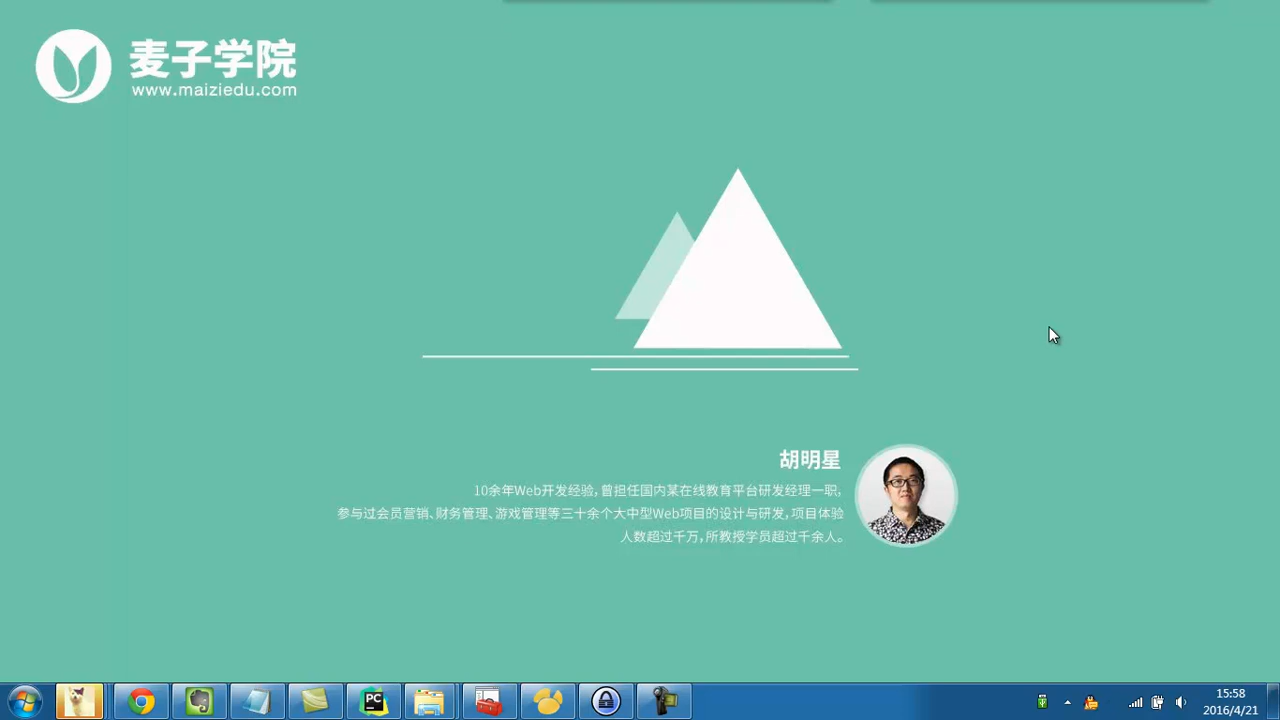 麦子学院
www.maiziedu.com
胡明星
10余年Web开发经验，曾担任国内某在线教育平台研发经理一职，
参与过会员营销、财务管理、游戏管理等三十余个大中型Web项目的设计与研发，项目体验
人数超过千万，所教授学员超过千余人。
PC
15:58
2016/4/21